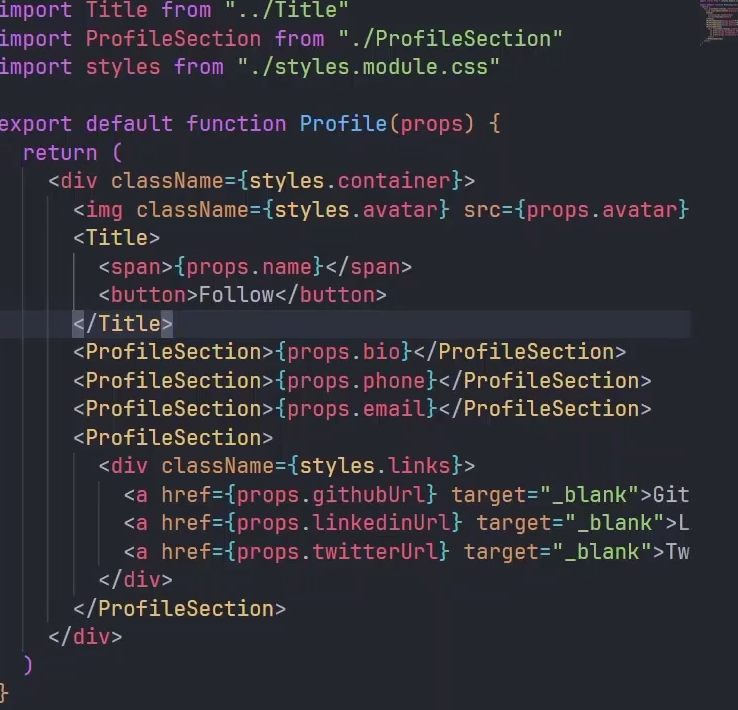 import Title from "../Title"
import ProfileSection from "./ProfileSection"
import styles from "./styles.module.css"
export default function Profile(props) {
return (
<div className={styles.container}>
<img className={styles.avatar} src={props.avatar}
<Title>
<span>{props.name}</span>
<button>Follow</button>
</Title>
<ProfileSection>{props.bio}</ProfileSection>
<ProfileSection>{props.phone}</ProfileSection>
<ProfileSection>{props.email}</ProfileSection>
<ProfileSection>
<div className={styles.links}>
<a href={props.githubUrl} target="_blank">Git
<a href={props.linkedinUrl} target="_blank">L
<a href={props.twitterUrl} target="_blank">Tw
</div>
</ProfileSection>
</div>
)
}